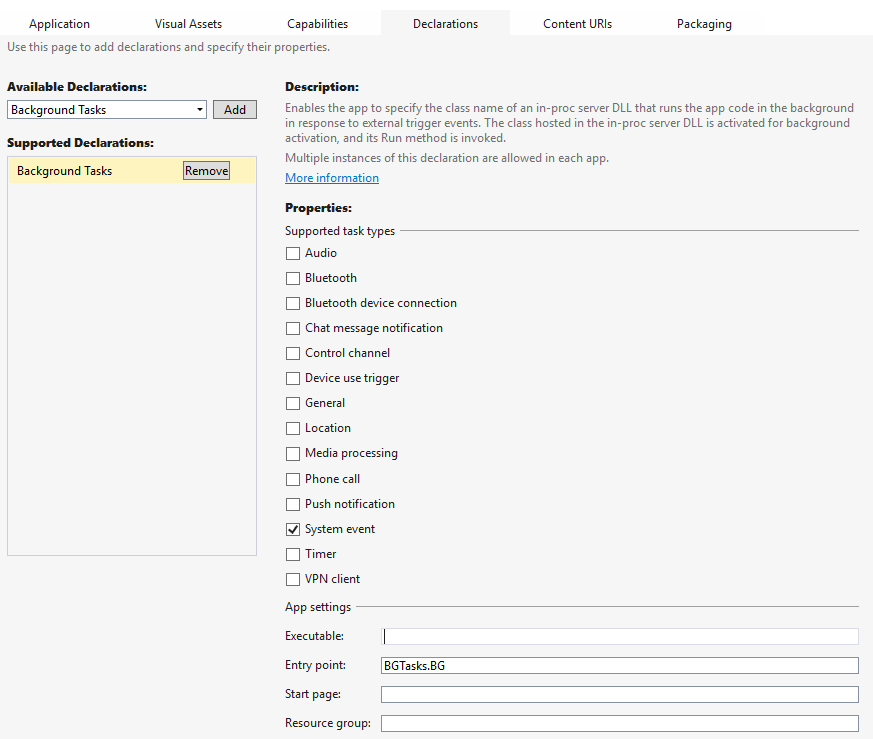 Application Visual Assets Capabilities Declarations Content URIs Packaging
Use this page to add declarations and specify their properties.
Available Declarations:
Background Tasks Add
Supported Declarations:
Background Tasks Remove
Description:
Enables the app to specify the class name of an in-proc server DLL that runs the app code in the background
in response to external trigger events. The class hosted in the in-proc server DLL is activated for background
activation, and its Run method is invoked.
Multiple instances of this declaration are allowed in each app.
More information
Properties:
Supported task types
Audio
Bluetooth
Bluetooth device connection
Chat message notification
Control channel
Device use trigger
General
Location
Media processing
Phone call
Push notification
System event
Timer
VPN client
App settings
Executable:
Entry point: BGTasks.BG
Start page:
Resource group: